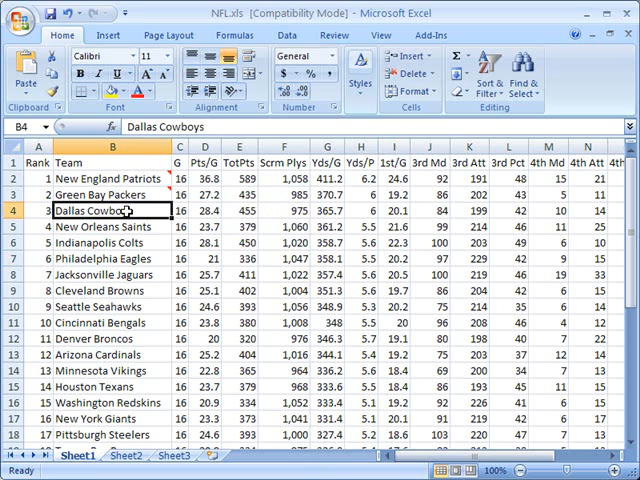 NFL.xls [Compatibility Mode] - Microsoft Excel
Home Insert Page Layout Formulas Data Review View Add-Ins
Paste
Clipboard
Calibri 11
B I U A A
Font
Alignment
General
$ % ,
Number
Styles
Insert
Delete
Format
Cells
Σ
Sort & Filter
Find & Select
Editing
B4 fx Dallas Cowboys
A B C D E F G H I J K L M N
1 Rank Team G Pts/G TotPts Scrm Plys Yds/G Yds/P 1st/G 3rd Md 3rd Att 3rd Pct 4th Md 4th Att 4th
2 1 New England Patriots 16 36.8 589 1,058 411.2 6.2 24.6 92 191 48 15 21
3 2 Green Bay Packers 16 27.2 435 985 370.7 6 19.2 86 202 43 5 11
4 3 Dallas Cowboys 16 28.4 455 975 365.7 6 20.1 84 199 42 10 14
5 4 New Orleans Saints 16 23.7 379 1,060 361.2 5.5 21.6 99 214 46 11 25
6 5 Indianapolis Colts 16 28.1 450 1,020 358.7 5.6 22.3 100 203 49 6 10
7 6 Philadelphia Eagles 16 21 336 1,047 358.1 5.5 20.2 97 229 42 9 15
8 7 Jacksonville Jaguars 16 25.7 411 1,022 357.4 5.5 20.5 100 219 46 19 33
9 8 Cleveland Browns 16 25.1 402 1,014 351.3 5.6 19.7 86 204 42 6 15
10 9 Seattle Seahawks 16 24.6 393 1,056 348.9 5.3 20.2 75 214 35 6 14
11 10 Cincinnati Bengals 16 23.8 380 1,008 348 5.5 20 98 208 46 4 12
12 11 Denver Broncos 16 20 320 976 346.3 5.7 19.1 80 198 40 7 22
13 12 Arizona Cardinals 16 25.2 404 1,016 344.1 5.4 19.2 75 203 37 12 14
14 13 Minnesota Vikings 16 22.8 365 964 336.2 5.6 18.4 69 200 34 7 13
15 14 Houston Texans 16 23.7 379 968 333.6 5.6 18.4 86 193 45 11 15
16 15 Washington Redskins 16 20.9 334 1,052 333.4 5.1 19.2 92 226 41 6 15
17 16 New York Giants 16 23.3 373 1,041 331.4 5.1 20.1 91 219 42 6 17
18 17 Pittsburgh Steelers 16 24.6 393 1,000 327.4 5.2 23.6 103 220 47 7 13
Sheet1 Sheet2 Sheet3
Ready 100%